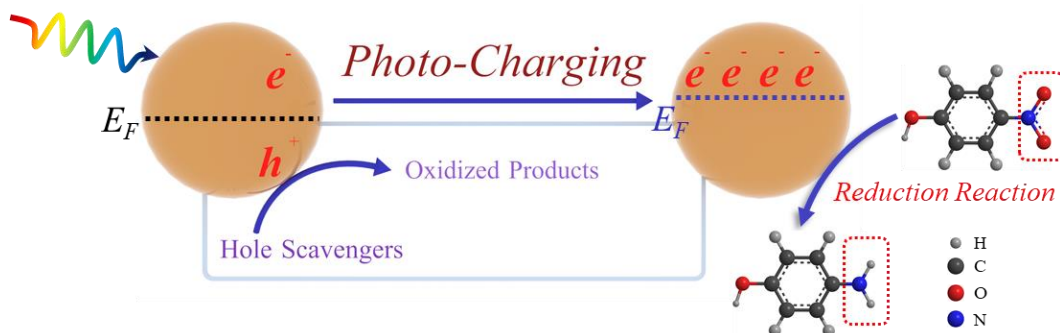 e-
Photo-Charging
e- e- e- e-
E_F
E_F
h+
Oxidized Products
Hole Scavengers
Reduction Reaction
H
C
O
N